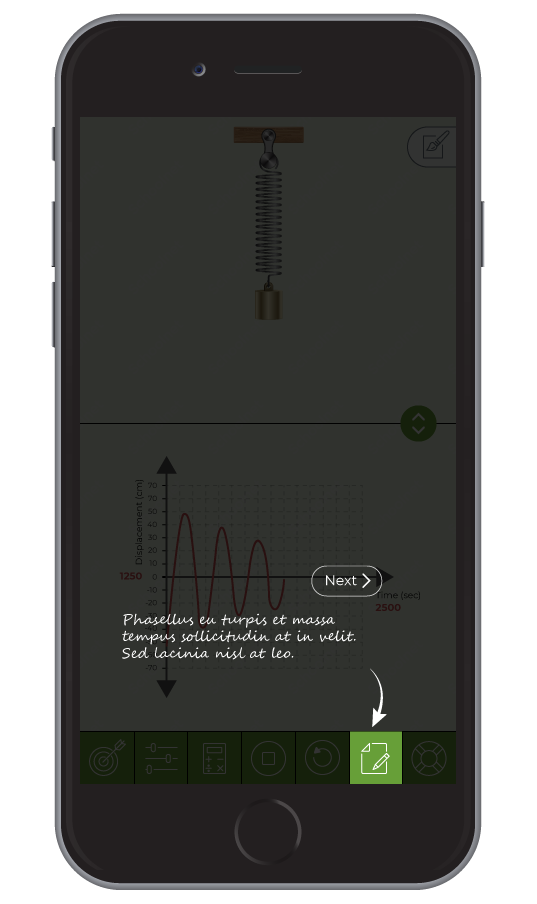 Displacement (cm)
70
70
50
40
30
20
10
1250
0
-10
-20
Next
Time (sec)
2500
Phasellus eu turpis et massa
tempus sollicitudin at in velit.
Sed lacinia nisl at leo.
-70